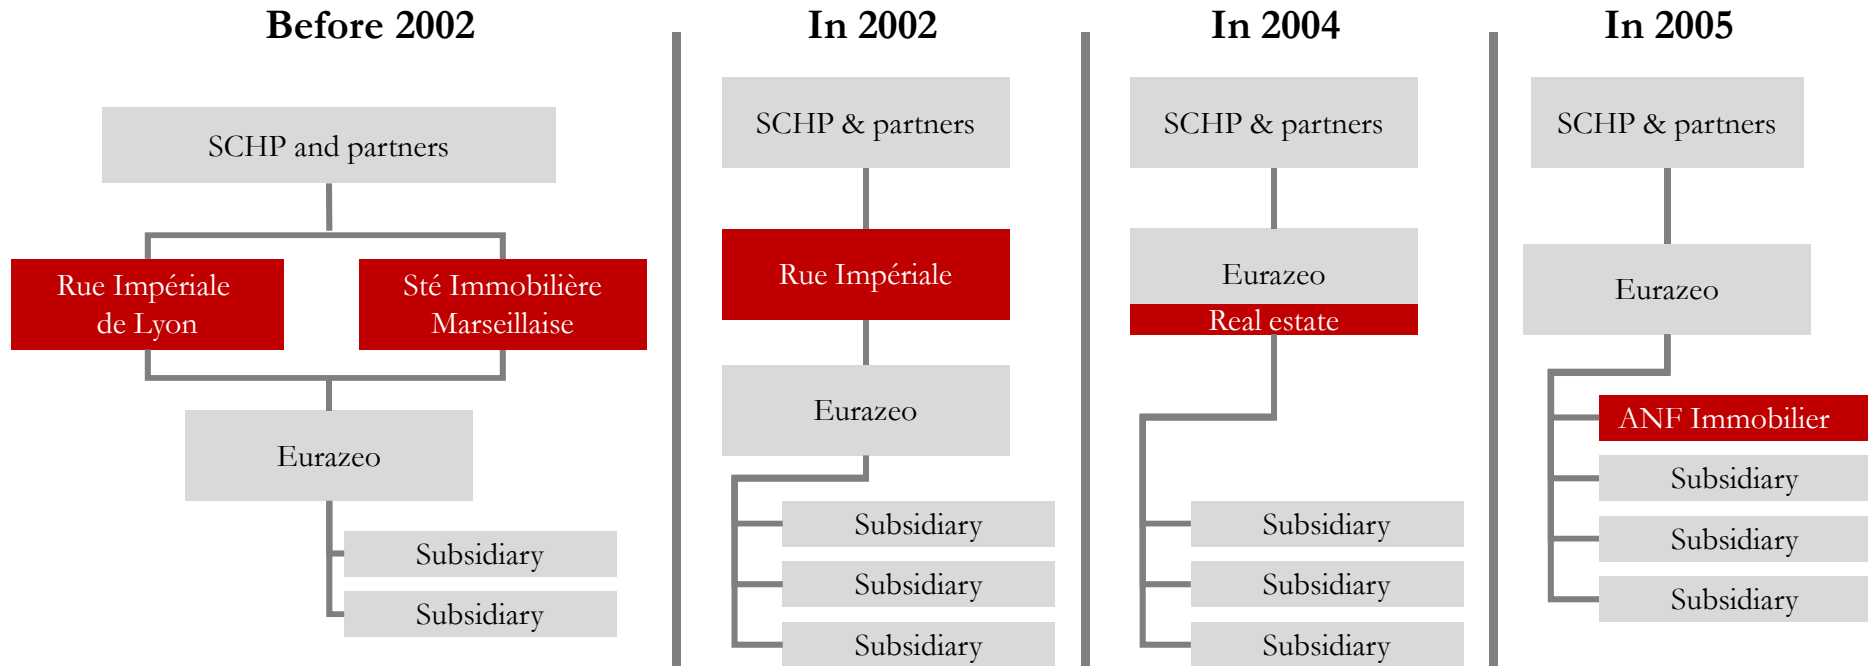 Before 2002
SCHP and partners
Rue Impériale
de Lyon
Sté Immobilière
Marseillaise
Eurazeo
Subsidiary
Subsidiary
In 2002
SCHP & partners
Rue Impériale
Eurazeo
Subsidiary
Subsidiary
Subsidiary
In 2004
SCHP & partners
Eurazeo
Real estate
Subsidiary
Subsidiary
Subsidiary
In 2005
SCHP & partners
Eurazeo
ANF Immobilier
Subsidiary
Subsidiary
Subsidiary